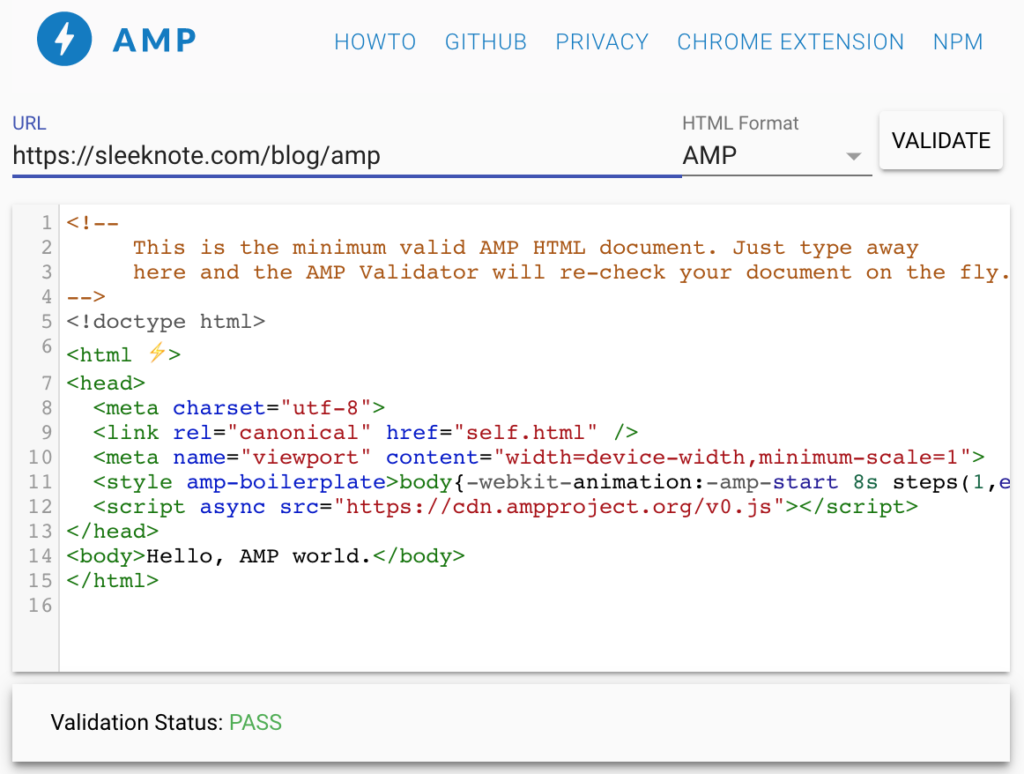 AMP HOWTO GITHUB PRIVACY CHROME EXTENSION NPM
URL HTML Format
https://sleeknote.com/blog/amp AMP VALIDATE
1 <!--
2      This is the minimum valid AMP HTML document. Just type away
3      here and the AMP Validator will re-check your document on the fly.
4 -->
5 <!doctype html>
6 <html ⚡>
7 <head>
8   <meta charset="utf-8">
9   <link rel="canonical" href="self.html" />
10   <meta name="viewport" content="width=device-width,minimum-scale=1">
11   <style amp-boilerplate>body{-webkit-animation:-amp-start 8s steps(1,e
12   <script async src="https://cdn.ampproject.org/v0.js"></script>
13 </head>
14 <body>Hello, AMP world.</body>
15 </html>
16
Validation Status: PASS